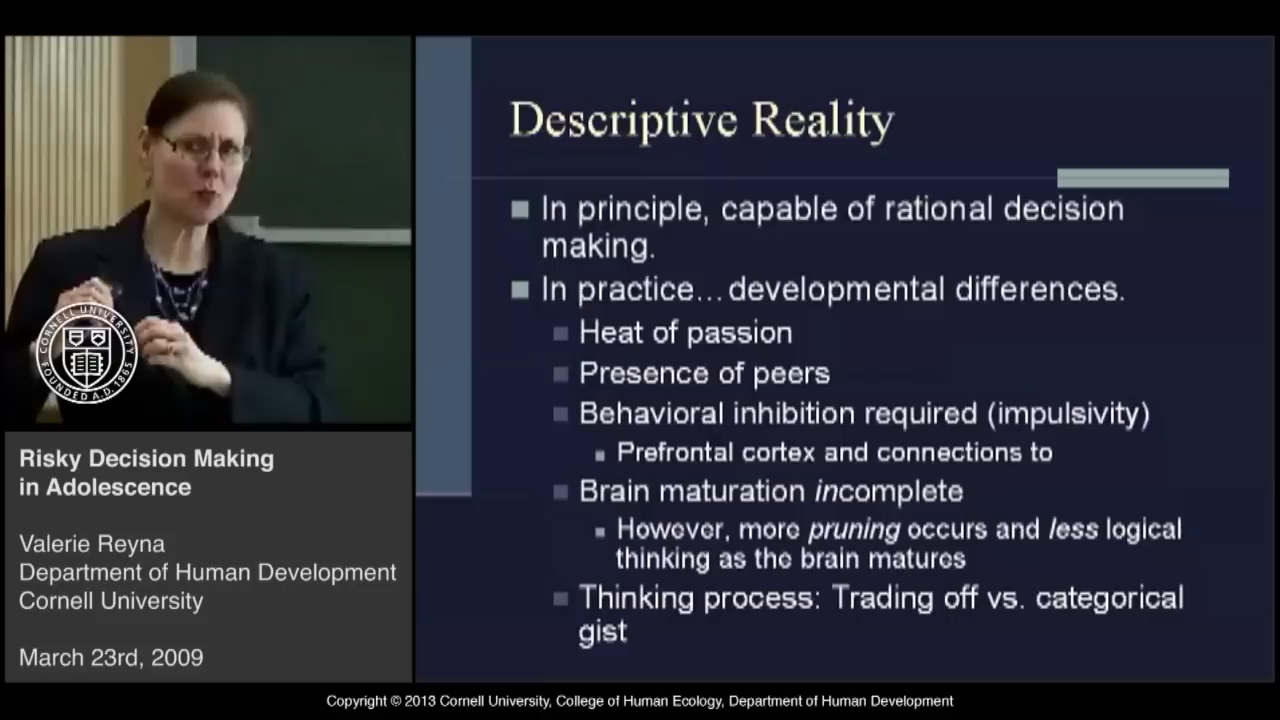 Descriptive Reality
In principle, capable of rational decision
making.
In practice...developmental differences.
Heat of passion
Presence of peers
Behavioral inhibition required (impulsivity)
Prefrontal cortex and connections to
Brain maturation incomplete
However, more pruning occurs and less logical
thinking as the brain matures
Thinking process: Trading off vs. categorical
gist
CORNELL UNIVERSITY
FOUNDED A.D. 1865
Risky Decision Making
in Adolescence
Valerie Reyna
Department of Human Development
Cornell University
March 23rd, 2009
Copyright © 2013 Cornell University, College of Human Ecology, Department of Human Development